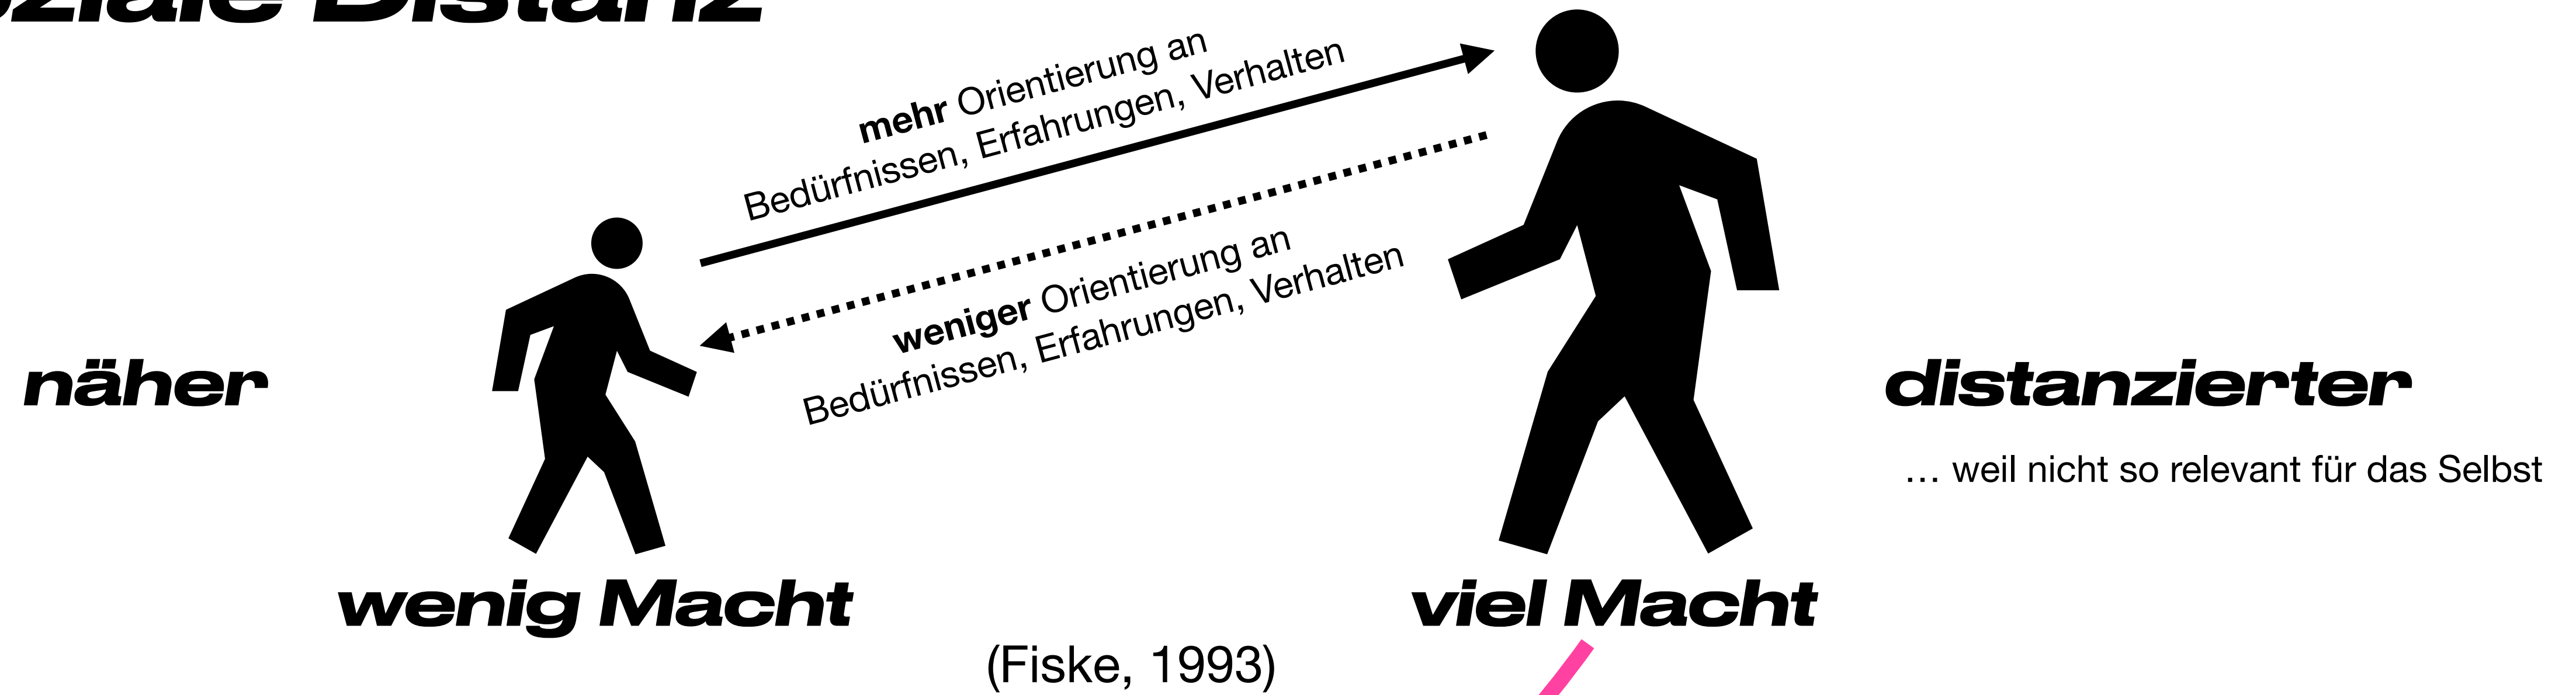 Distanz
mehr Orientierung an
Bedürfnissen, Erfahrungen, Verhalten
weniger Orientierung an
Bedürfnissen, Erfahrungen, Verhalten
näher
distanzierter
... weil nicht so relevant für das Selbst
wenig Macht
viel Macht
(Fiske, 1993)